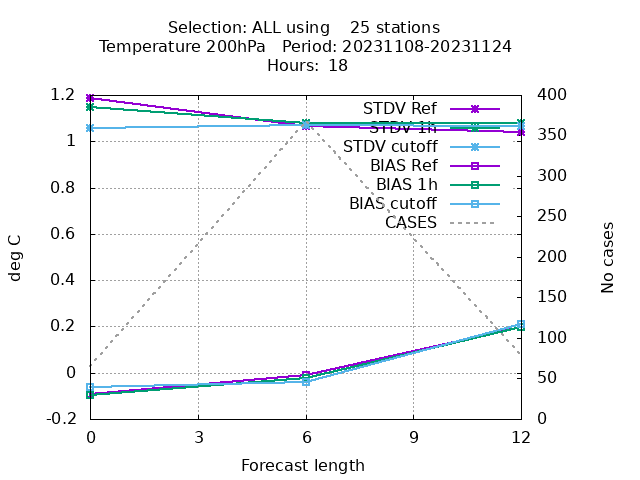 Selection: ALL using    25 stations
Temperature 200hPa   Period: 20231108-20231124
Hours:  18
1.2
1
0.8
0.6
0.4
0.2
0
-0.2
deg C
STDV Ref
STDV 1h
STDV cutoff
BIAS Ref
BIAS 1h
BIAS cutoff
CASES
400
350
300
250
200
150
100
50
0
No cases
0 3 6 9 12
Forecast length